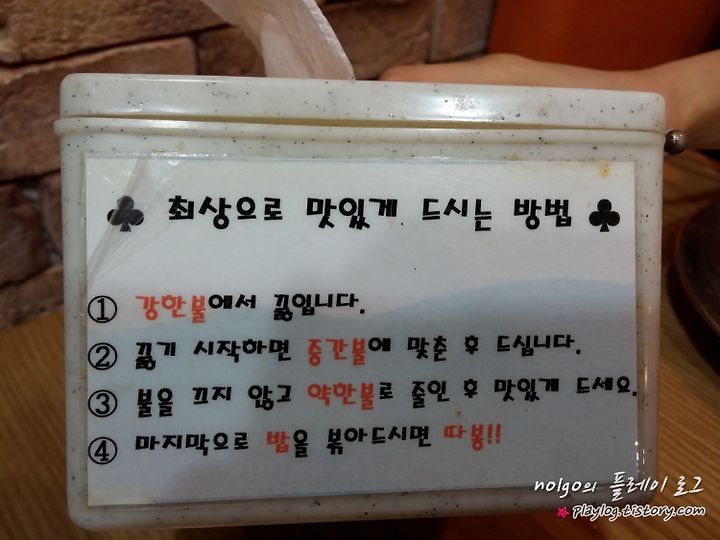 ♣ 최상으로 맛있게 드시는 방법 ♣
① 강한불에서 끓입니다.
② 끓기 시작하면 중간불에 맞춘 후 드십니다.
③ 불을 끄지 않고 약한불로 줄인 후 맛있게 드세요.
④ 마지막으로 밥을 볶아드시면 따봉!!
nolgo의 플레이 로그
playlog.tistory.com